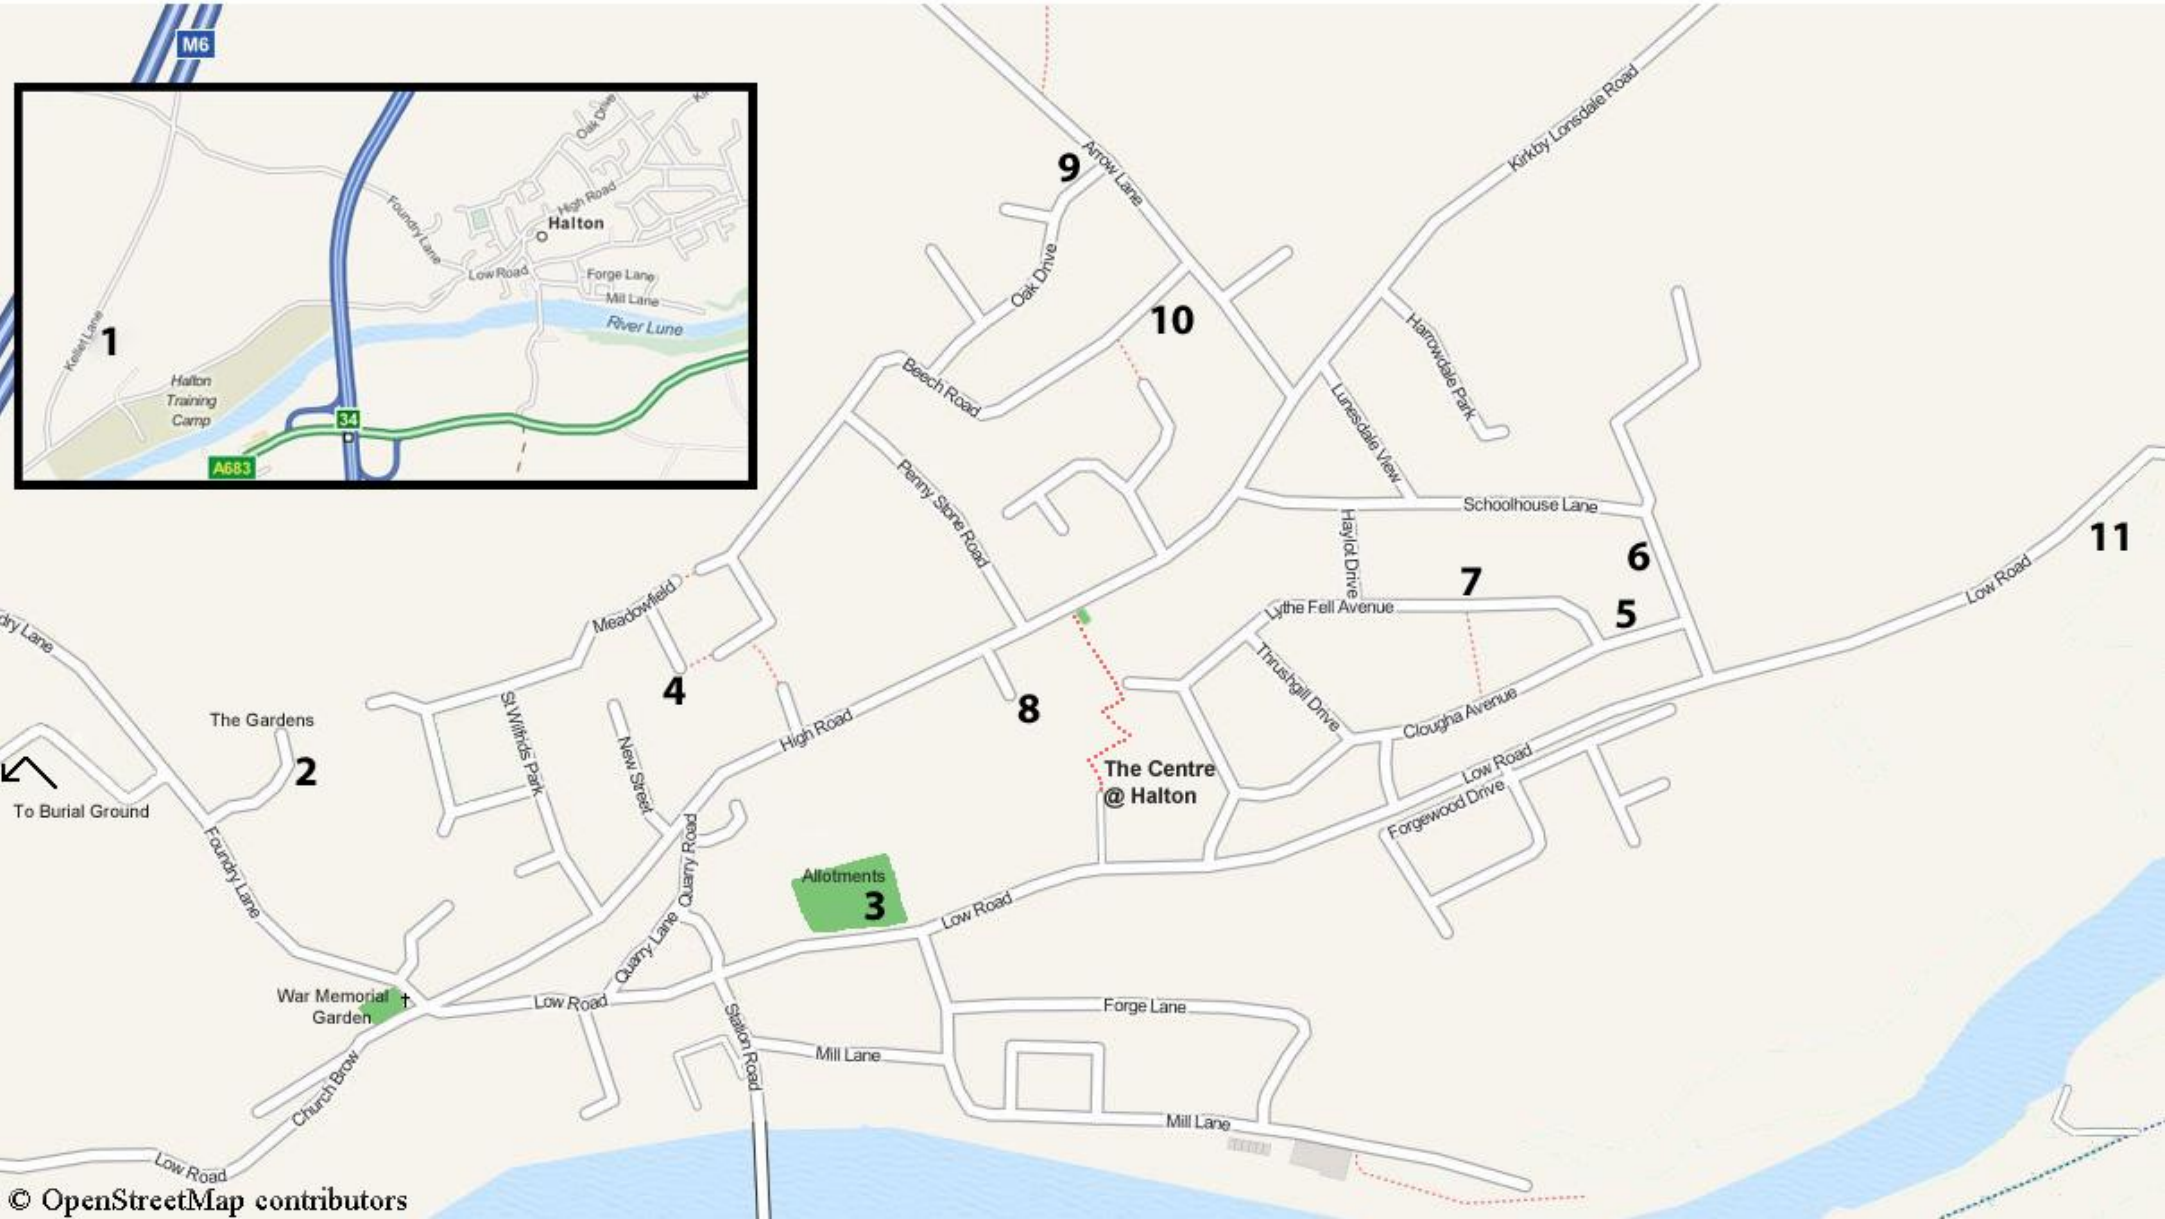 M6
Oak Drive
High Road
Foundry Lane
Halton
Low Road
Forge Lane
Mill Lane
River Lune
Kellet Lane
1
Halton
Training
Camp
34
A683
9
Arrow Lane
Kirkby Lonsdale Road
Oak Drive
10
Beech Road
Harrowdale Park
Lunesdale View
Penny Stone Road
Schoolhouse Lane
Haylot Drive
6
11
Low Road
7
Lythe Fell Avenue
5
Meadowfield
4
Thrushgill Drive
8
Clougha Avenue
High Road
dry Lane
The Gardens
2
St Wilfrids Park
New Street
To Burial Ground
The Centre
@ Halton
Low Road
Forgewood Drive
Quarry Road
Foundry Lane
Allotments
3
Low Road
Quarry Lane
War Memorial
Garden
Low Road
Station Road
Forge Lane
Mill Lane
Church Brow
Mill Lane
Low Road
© OpenStreetMap contributors